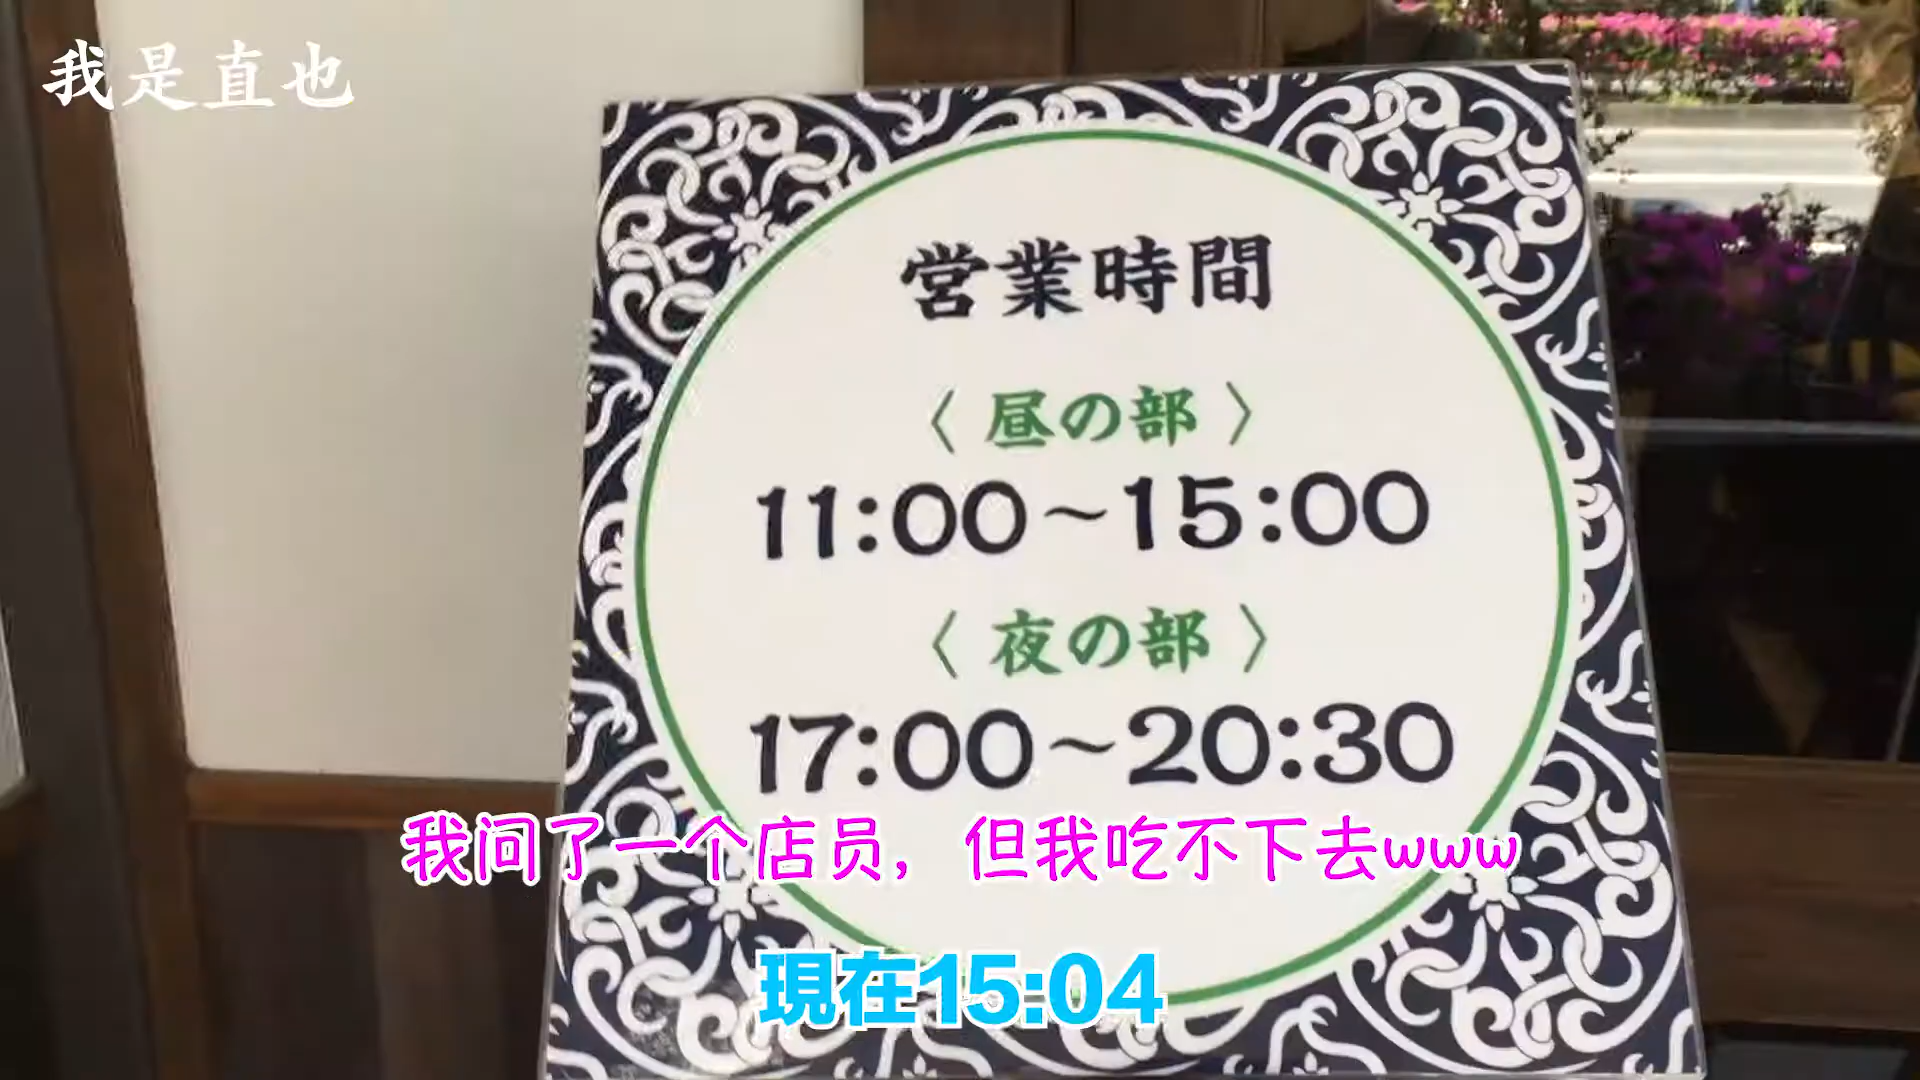 我是直也
営業時間
〈 昼の部 〉
11:00～15:00
〈 夜の部 〉
17:00～20:30
我问了一个店员，但我吃不下去www
現在15:04